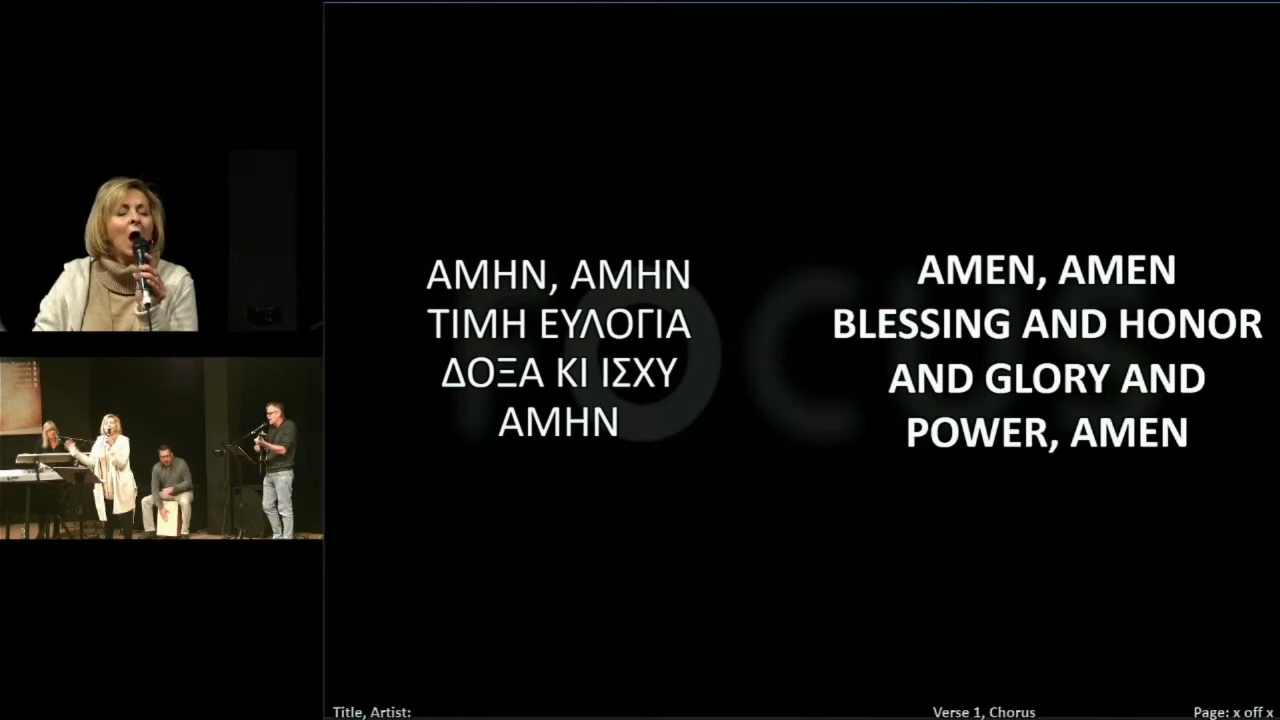 ΑΜΗΝ, ΑΜΗΝ
ΤΙΜΗ ΕΥΛΟΓΙΑ
ΔΟΞΑ ΚΙ ΙΣΧΥ
ΑΜΗΝ
AMEN, AMEN
BLESSING AND HONOR
AND GLORY AND
POWER, AMEN
Title, Artist:
Verse 1, Chorus
Page: x off x